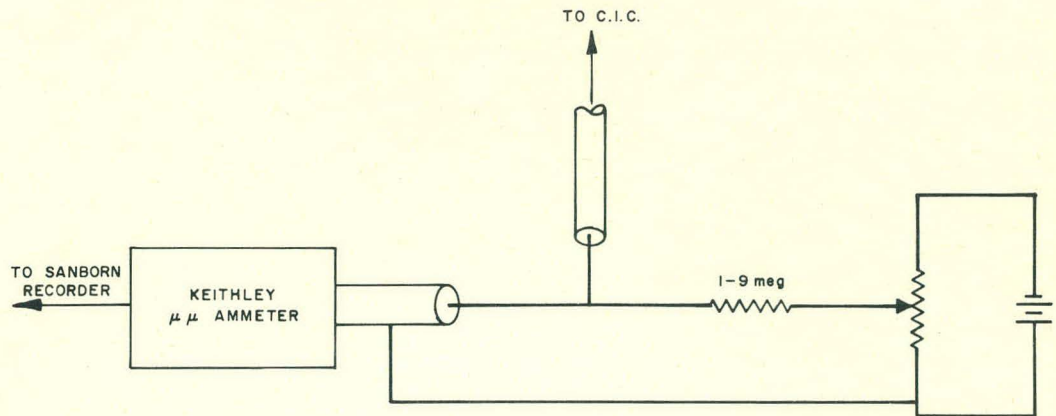 TO C.I.C.
1-9 meg
TO SANBORN
RECORDER
KEITHLEY
μμ AMMETER